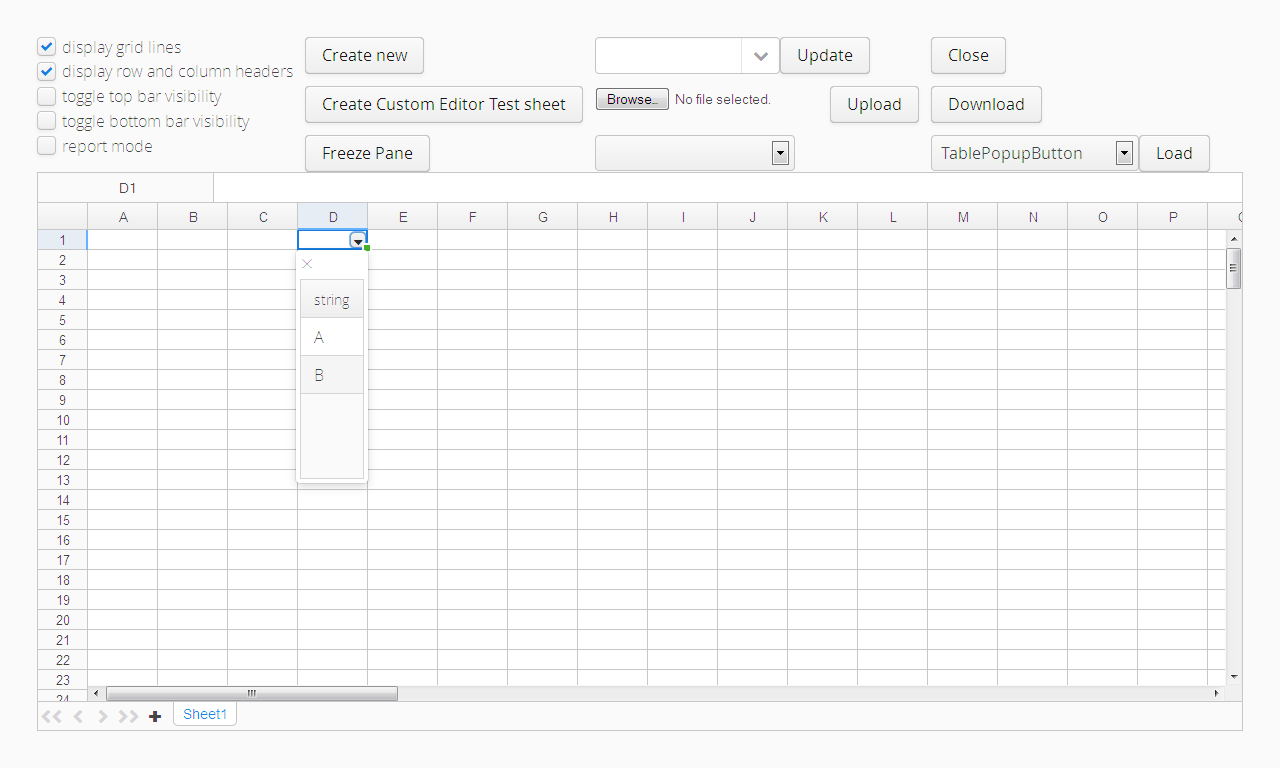 display grid lines
display row and column headers
toggle top bar visibility
toggle bottom bar visibility
report mode
Create new
Update
Close
Create Custom Editor Test sheet
Browse... No file selected.
Upload
Download
Freeze Pane
TablePopupButton
Load
D1
A B C D E F G H I J K L M N O P
1
2
3
4
5
6
7
8
9
10
11
12
13
14
15
16
17
18
19
20
21
22
23
24
string
A
B
Sheet1